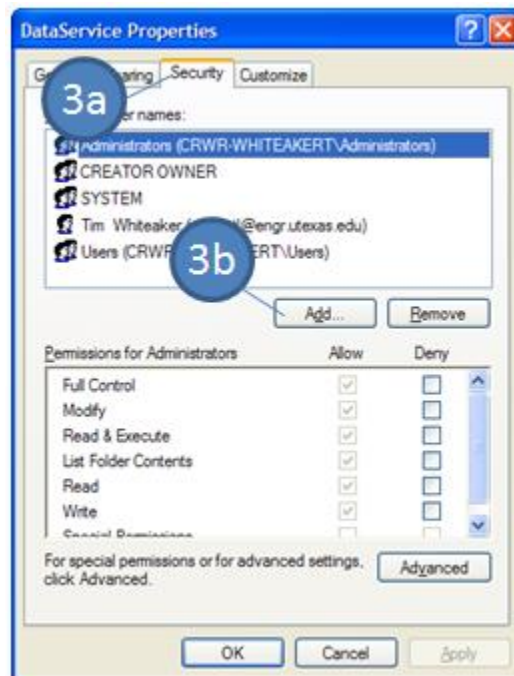 DataService Properties
Security Customize
3a
er names:
Administrators (CRWR-WHITEAKERT\Administrators)
CREATOR OWNER
SYSTEM
Tim Whiteaker @engr.utexas.edu)
Users (CRWR ERT\Users)
3b
Add... Remove
Permissions for Administrators Allow Deny
Full Control
Modify
Read & Execute
List Folder Contents
Read
Write
For special permissions or for advanced settings, Advanced
click Advanced.
OK Cancel Apply